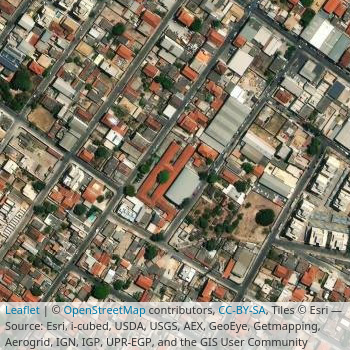 Leaflet | © OpenStreetMap contributors, CC-BY-SA, Tiles © Esri —
Source: Esri, i-cubed, USDA, USGS, AEX, GeoEye, Getmapping,
Aerogrid, IGN, IGP, UPR-EGP, and the GIS User Community